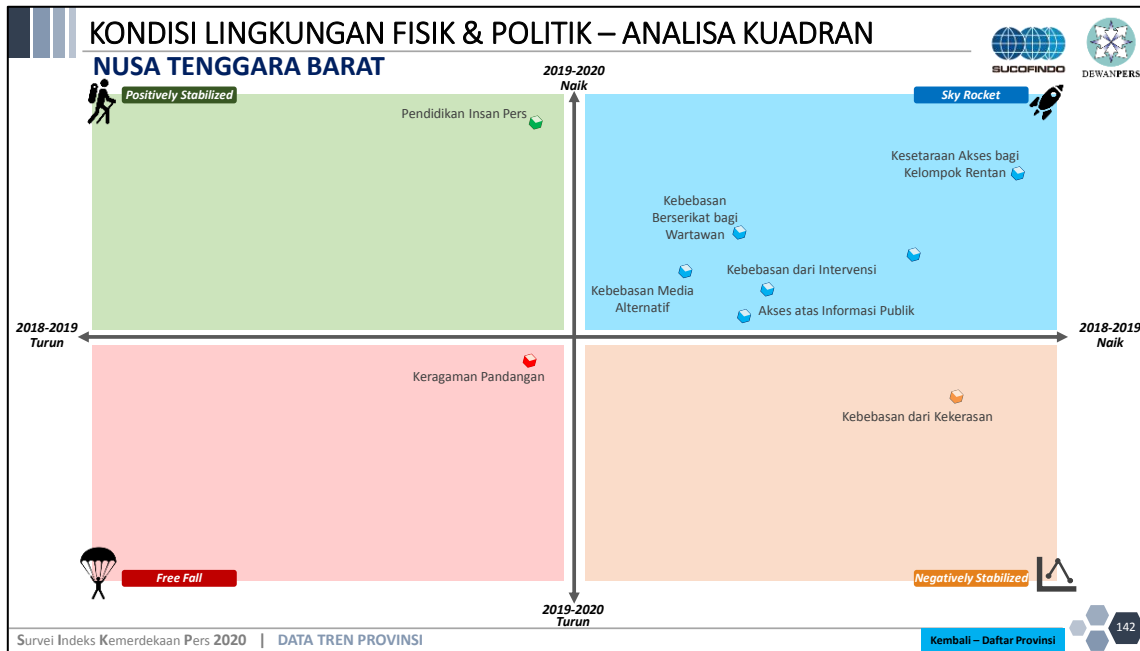 KONDISI LINGKUNGAN FISIK & POLITIK – ANALISA KUADRAN
NUSA TENGGARA BARAT
SUCOFINDO
DEWANPERS
2019-2020
Naik
Positively Stabilized
Sky Rocket
Pendidikan Insan Pers
Kesetaraan Akses bagi
Kelompok Rentan
Kebebasan
Berserikat bagi
Wartawan
Kebebasan dari Intervensi
Kebebasan Media
Alternatif
Akses atas Informasi Publik
2018-2019
Turun
2018-2019
Naik
Keragaman Pandangan
Kebebasan dari Kekerasan
Free Fall
Negatively Stabilized
2019-2020
Turun
Survei Indeks Kemerdekaan Pers 2020 | DATA TREN PROVINSI
Kembali – Daftar Provinsi
142